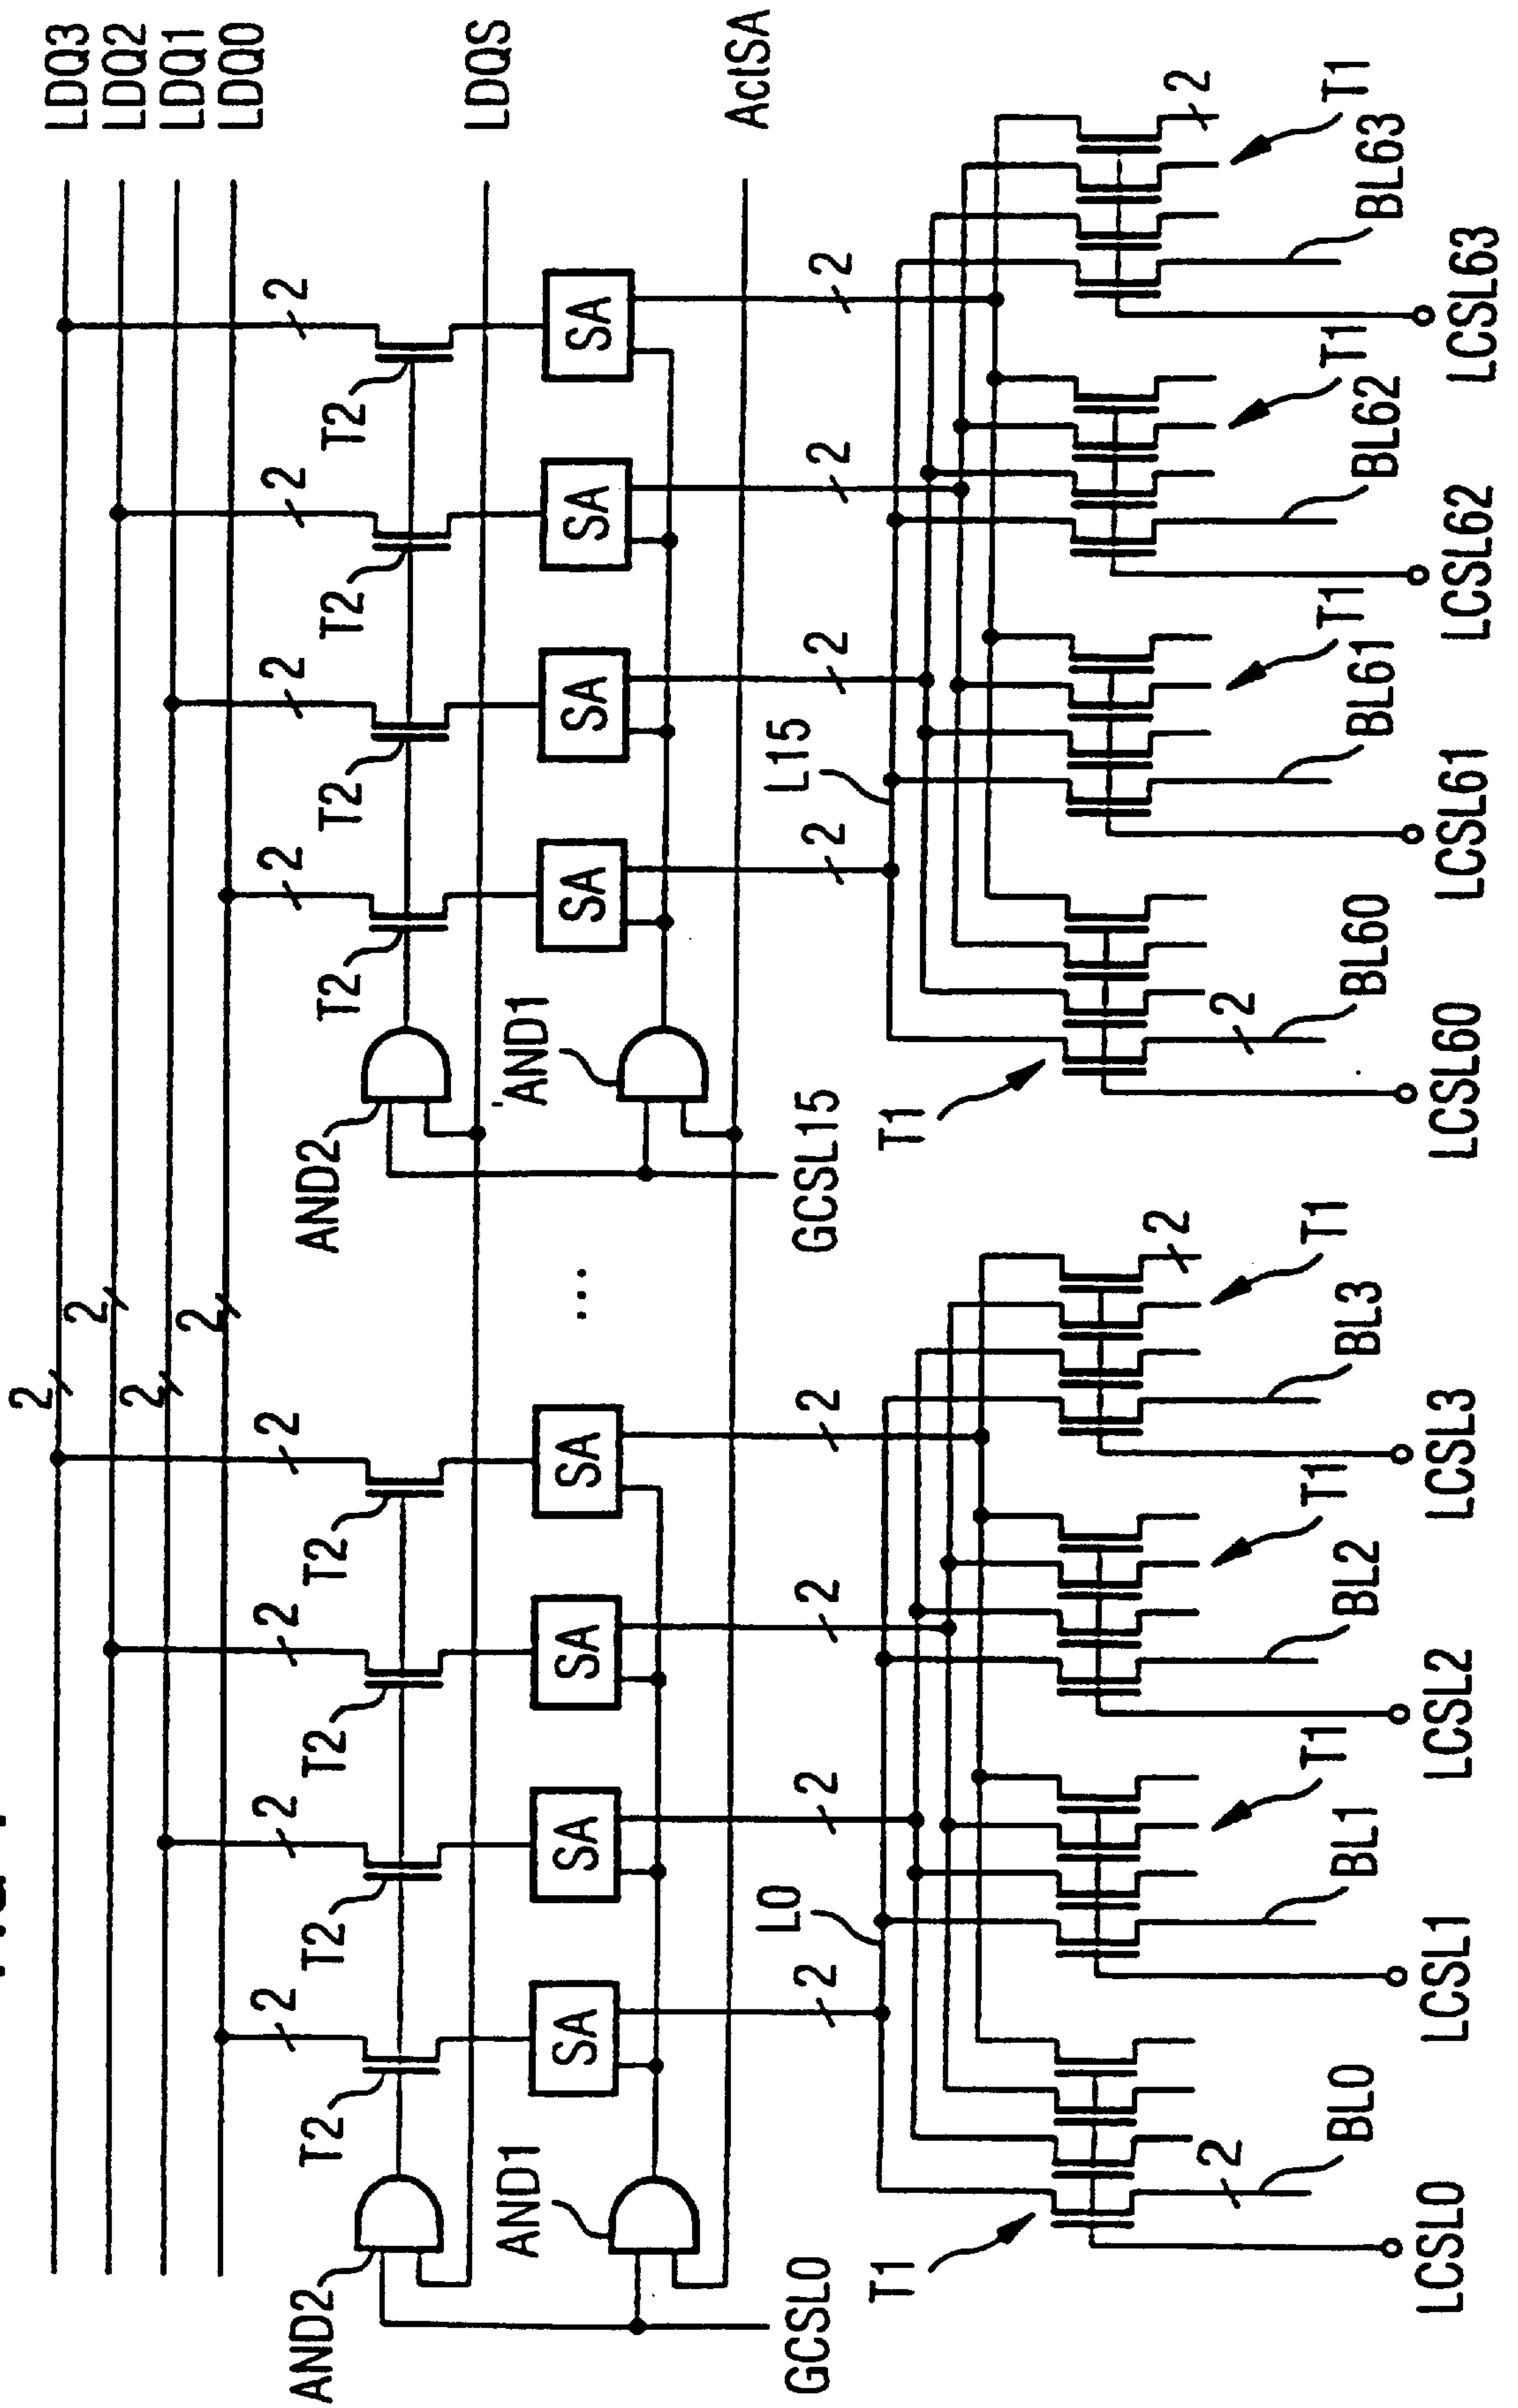 LDQ3
LDQ2
LDQ1
LDQ0
LDQS
ActSA
2
2
2
2
2 2 2 2
2 2 2 2
T2 T2 T2 T2
T2 T2 T2 T2
AND2
AND2
SA SA SA SA
...
SA SA SA SA
AND1
AND1
GCSL0
GCSL15
2 2 2 2
2 2 2 2
L0
L15
T1
T1
T1
T1
2
2
BL0
BL1
BL2
BL3
LCSL0
LCSL1
LCSL2
LCSL3
T1
T1
T1
T1
2
2
BL60
BL61
BL62
BL63
LCSL60
LCSL61
LCSL62
LCSL63